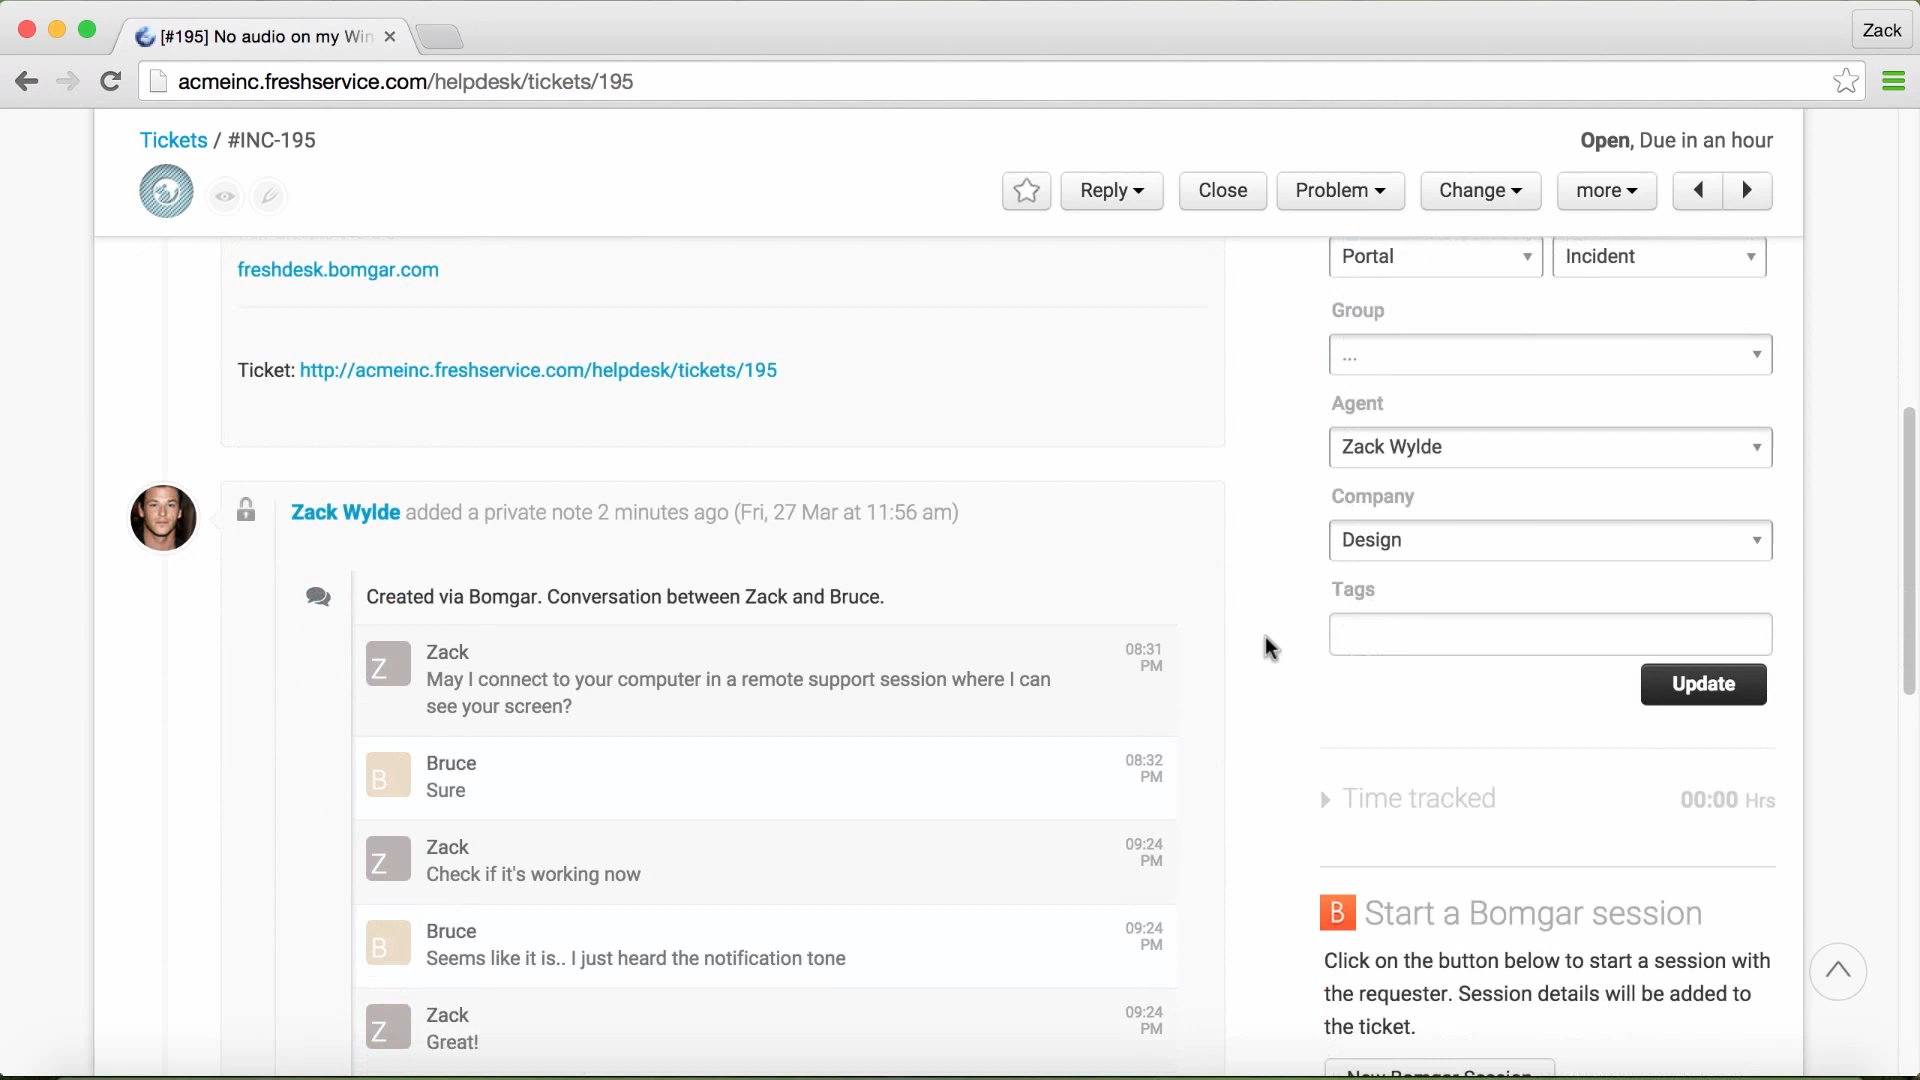 [#195] No audio on my Win
Zack
acmeinc.freshservice.com/helpdesk/tickets/195
Tickets / #INC-195
Open, Due in an hour
Reply
Close
Problem
Change
more
freshdesk.bomgar.com
Ticket: http://acmeinc.freshservice.com/helpdesk/tickets/195
Zack Wylde added a private note 2 minutes ago (Fri, 27 Mar at 11:56 am)
Created via Bomgar. Conversation between Zack and Bruce.
Z
Zack
08:31
PM
May I connect to your computer in a remote support session where I can
see your screen?
B
Bruce
08:32
PM
Sure
Z
Zack
09:24
PM
Check if it's working now
B
Bruce
09:24
PM
Seems like it is.. I just heard the notification tone
Z
Zack
09:24
PM
Great!
Portal
Incident
Group
...
Agent
Zack Wylde
Company
Design
Tags
Update
Time tracked
00:00 Hrs
B Start a Bomgar session
Click on the button below to start a session with
the requester. Session details will be added to
the ticket.
New Bomgar Session